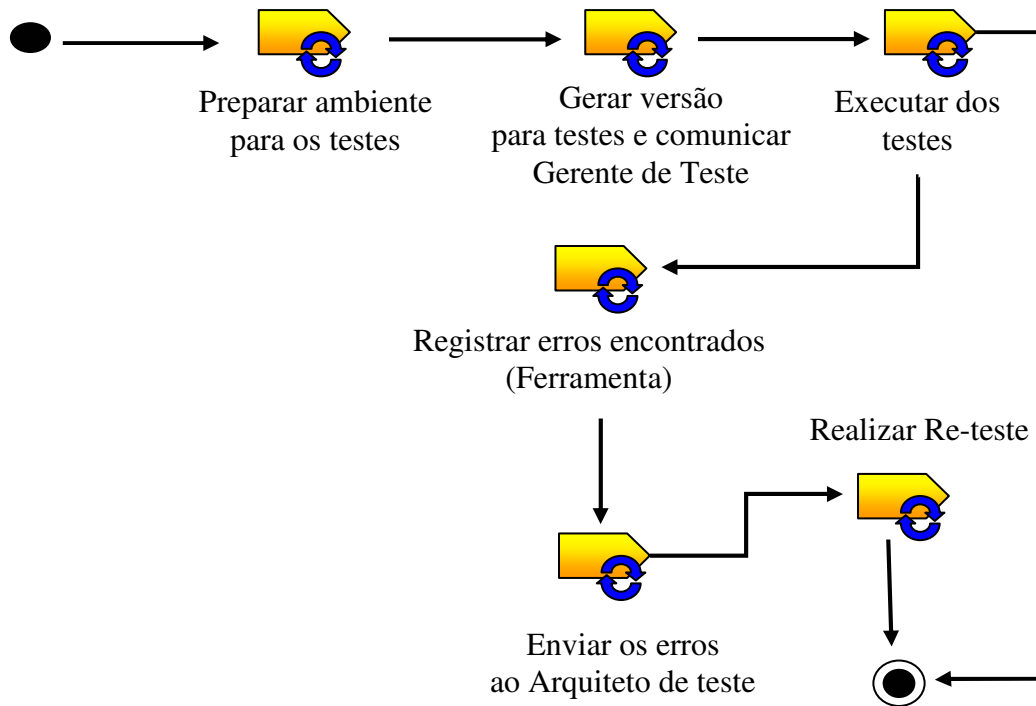 Preparar ambiente
para os testes
Gerar versão
para testes e comunicar
Gerente de Teste
Executar dos
testes
Registrar erros encontrados
(Ferramenta)
Realizar Re-teste
Enviar os erros
ao Arquiteto de teste